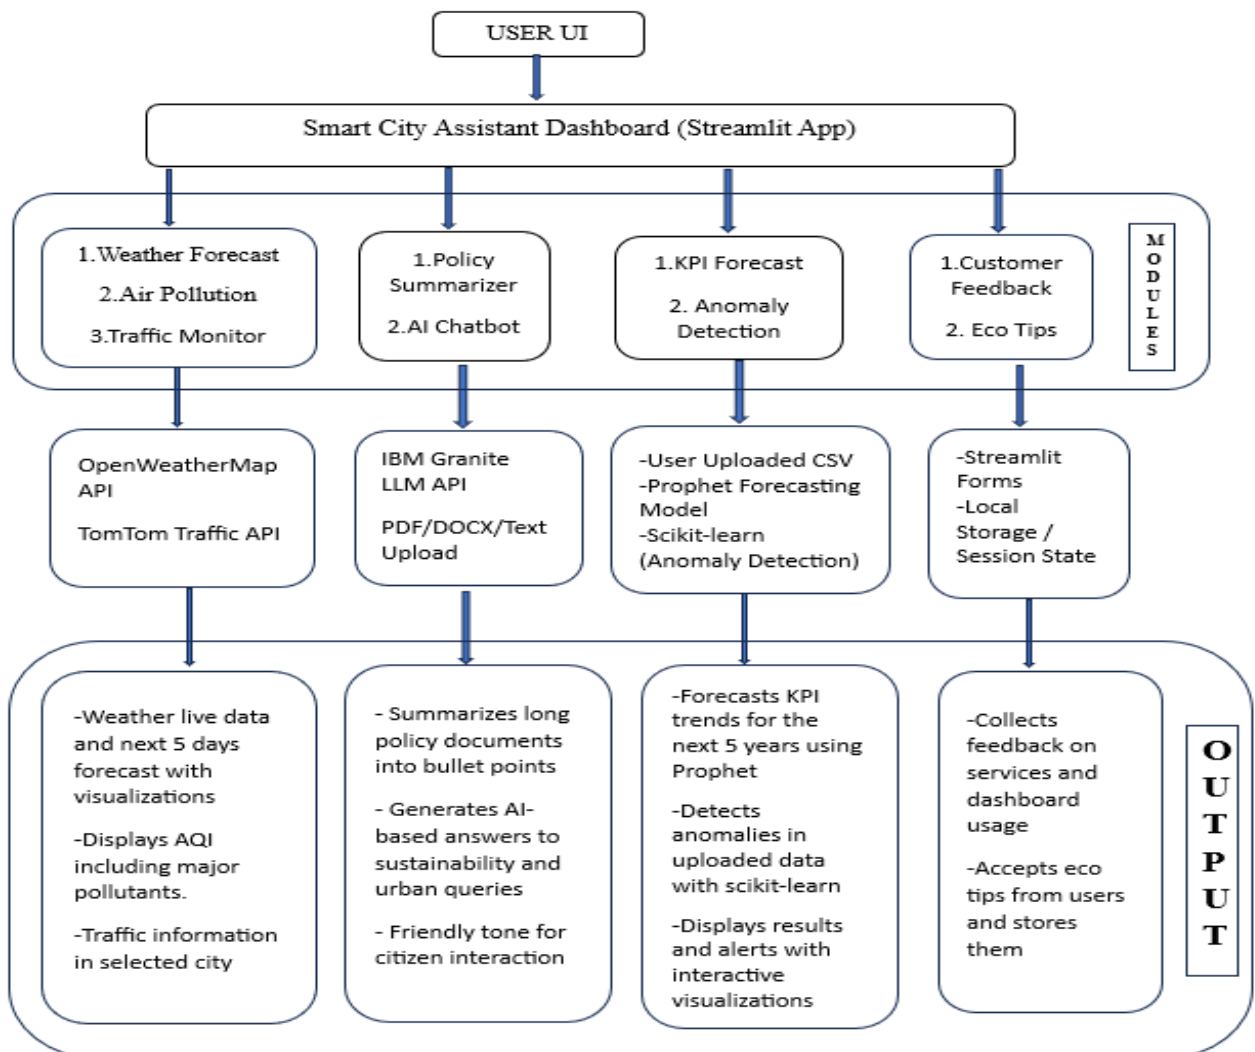 USER UI
Smart City Assistant Dashboard (Streamlit App)
1.Weather Forecast
2.Air Pollution
3.Traffic Monitor
1.Policy
Summarizer
2.AI Chatbot
1.KPI Forecast
2. Anomaly
Detection
1.Customer
Feedback
2. Eco Tips
MODULES
OpenWeatherMap
API
TomTom Traffic API
IBM Granite
LLM API
PDF/DOCX/Text
Upload
-User Uploaded CSV
-Prophet Forecasting
Model
-Scikit-learn
(Anomaly Detection)
-Streamlit
Forms
-Local
Storage /
Session State
-Weather live data
and next 5 days
forecast with
visualizations
-Displays AQI
including major
pollutants.
-Traffic information
in selected city
- Summarizes long
policy documents
into bullet points
- Generates AI-
based answers to
sustainability and
urban queries
- Friendly tone for
citizen interaction
-Forecasts KPI
trends for the
next 5 years using
Prophet
-Detects
anomalies in
uploaded data
with scikit-learn
-Displays results
and alerts with
interactive
visualizations
-Collects
feedback on
services and
dashboard
usage
-Accepts eco
tips from users
and stores
them
OUTPUT